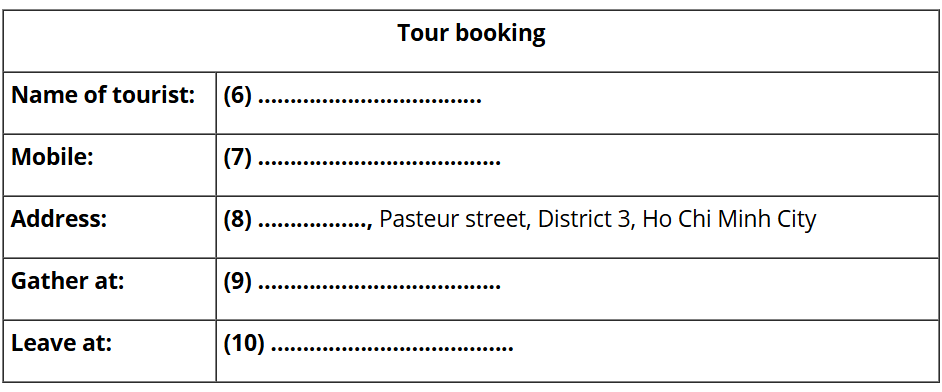 Tour booking
Name of tourist: (6) ...................................
Mobile: (7) ......................................
Address: (8) ................., Pasteur street, District 3, Ho Chi Minh City
Gather at: (9) ......................................
Leave at: (10) ......................................